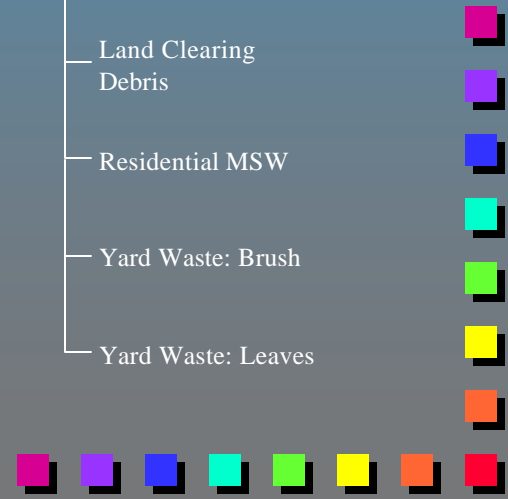 Land Clearing
Debris
Residential MSW
Yard Waste: Brush
Yard Waste: Leaves